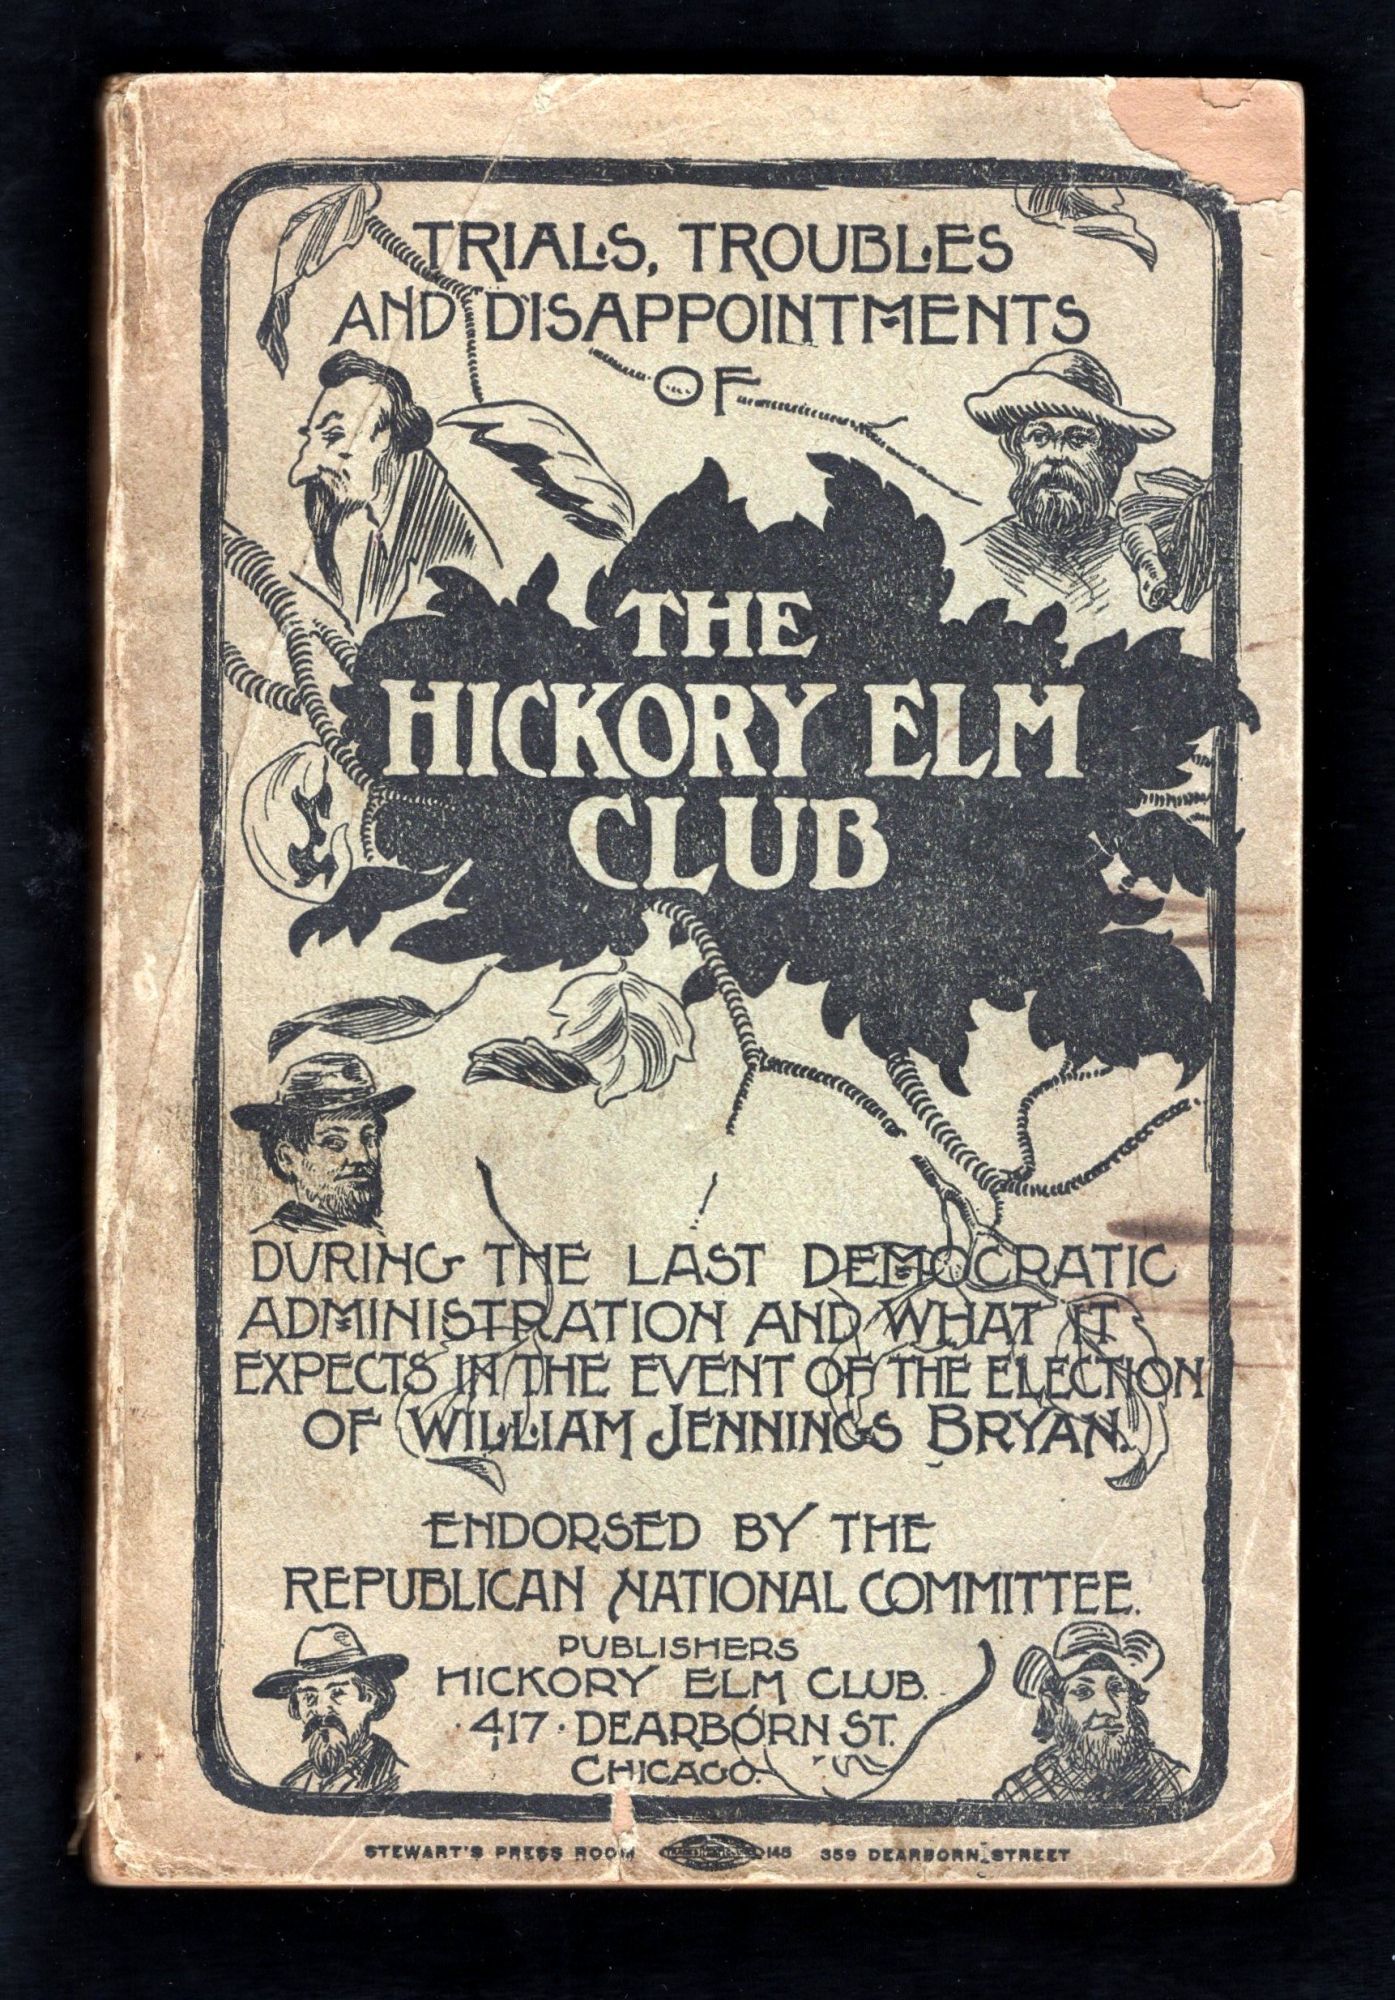 TRIALS, TROUBLES
AND DISAPPOINTMENTS
OF
THE
HICKORY ELM
CLUB
DURING THE LAST DEMOCRATIC
ADMINISTRATION AND WHAT IT
EXPECTS IN THE EVENT OF THE ELECTION
OF WILLIAM JENNINGS BRYAN.
ENDORSED BY THE
REPUBLICAN NATIONAL COMMITTEE.
PUBLISHERS
HICKORY ELM CLUB.
·417·DEARBORN ST.
CHICAGO.
STEWART'S PRESS ROOM 145 359 DEARBORN STREET